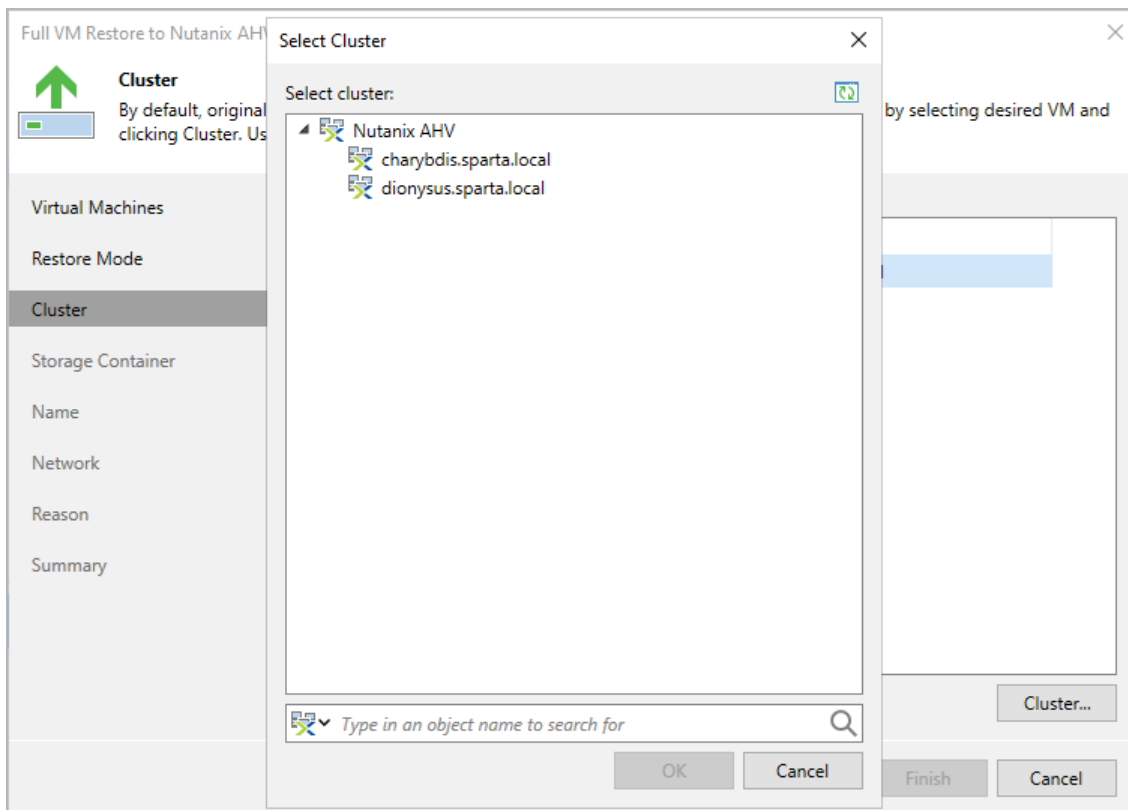 Full VM Restore to Nutanix AHV
Select Cluster
Cluster
By default, original
clicking Cluster. Us
by selecting desired VM and
Select cluster:
Nutanix AHV
charybdis.sparta.local
dionysus.sparta.local
Virtual Machines
Restore Mode
Cluster
Storage Container
Name
Network
Reason
Summary
Cluster...
Type in an object name to search for
OK
Cancel
Finish
Cancel